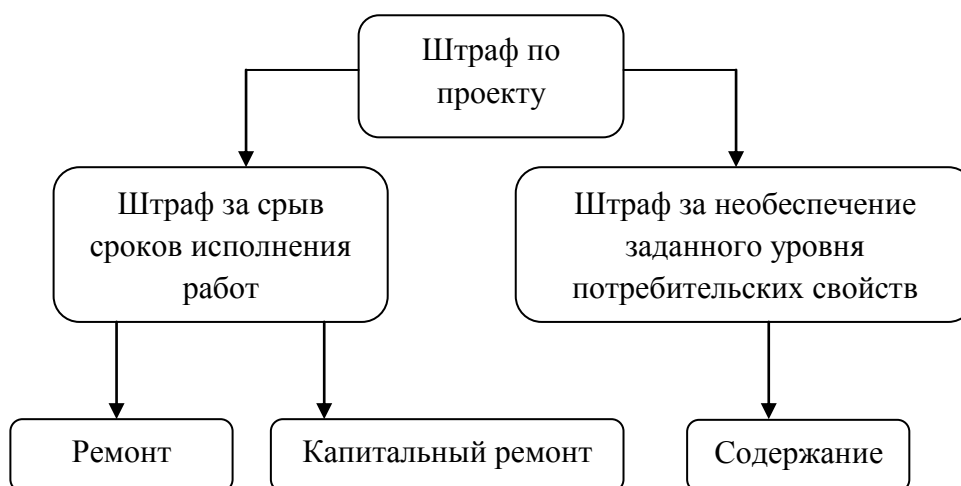 Штраф по
проекту
Штраф за срыв
сроков исполнения
работ
Штраф за необеспечение
заданного уровня
потребительских свойств
Ремонт
Капитальный ремонт
Содержание